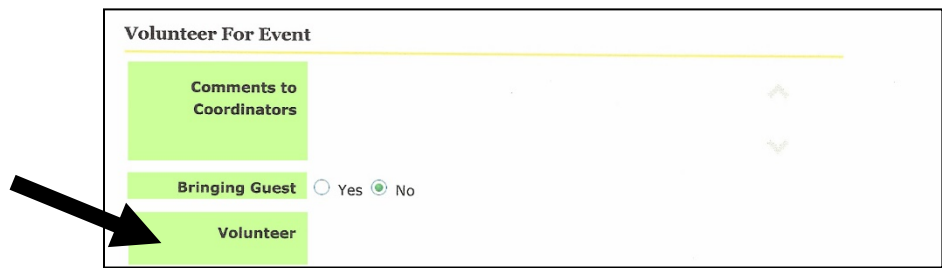 Volunteer For Event
Comments to
Coordinators
Bringing Guest Yes No
Volunteer